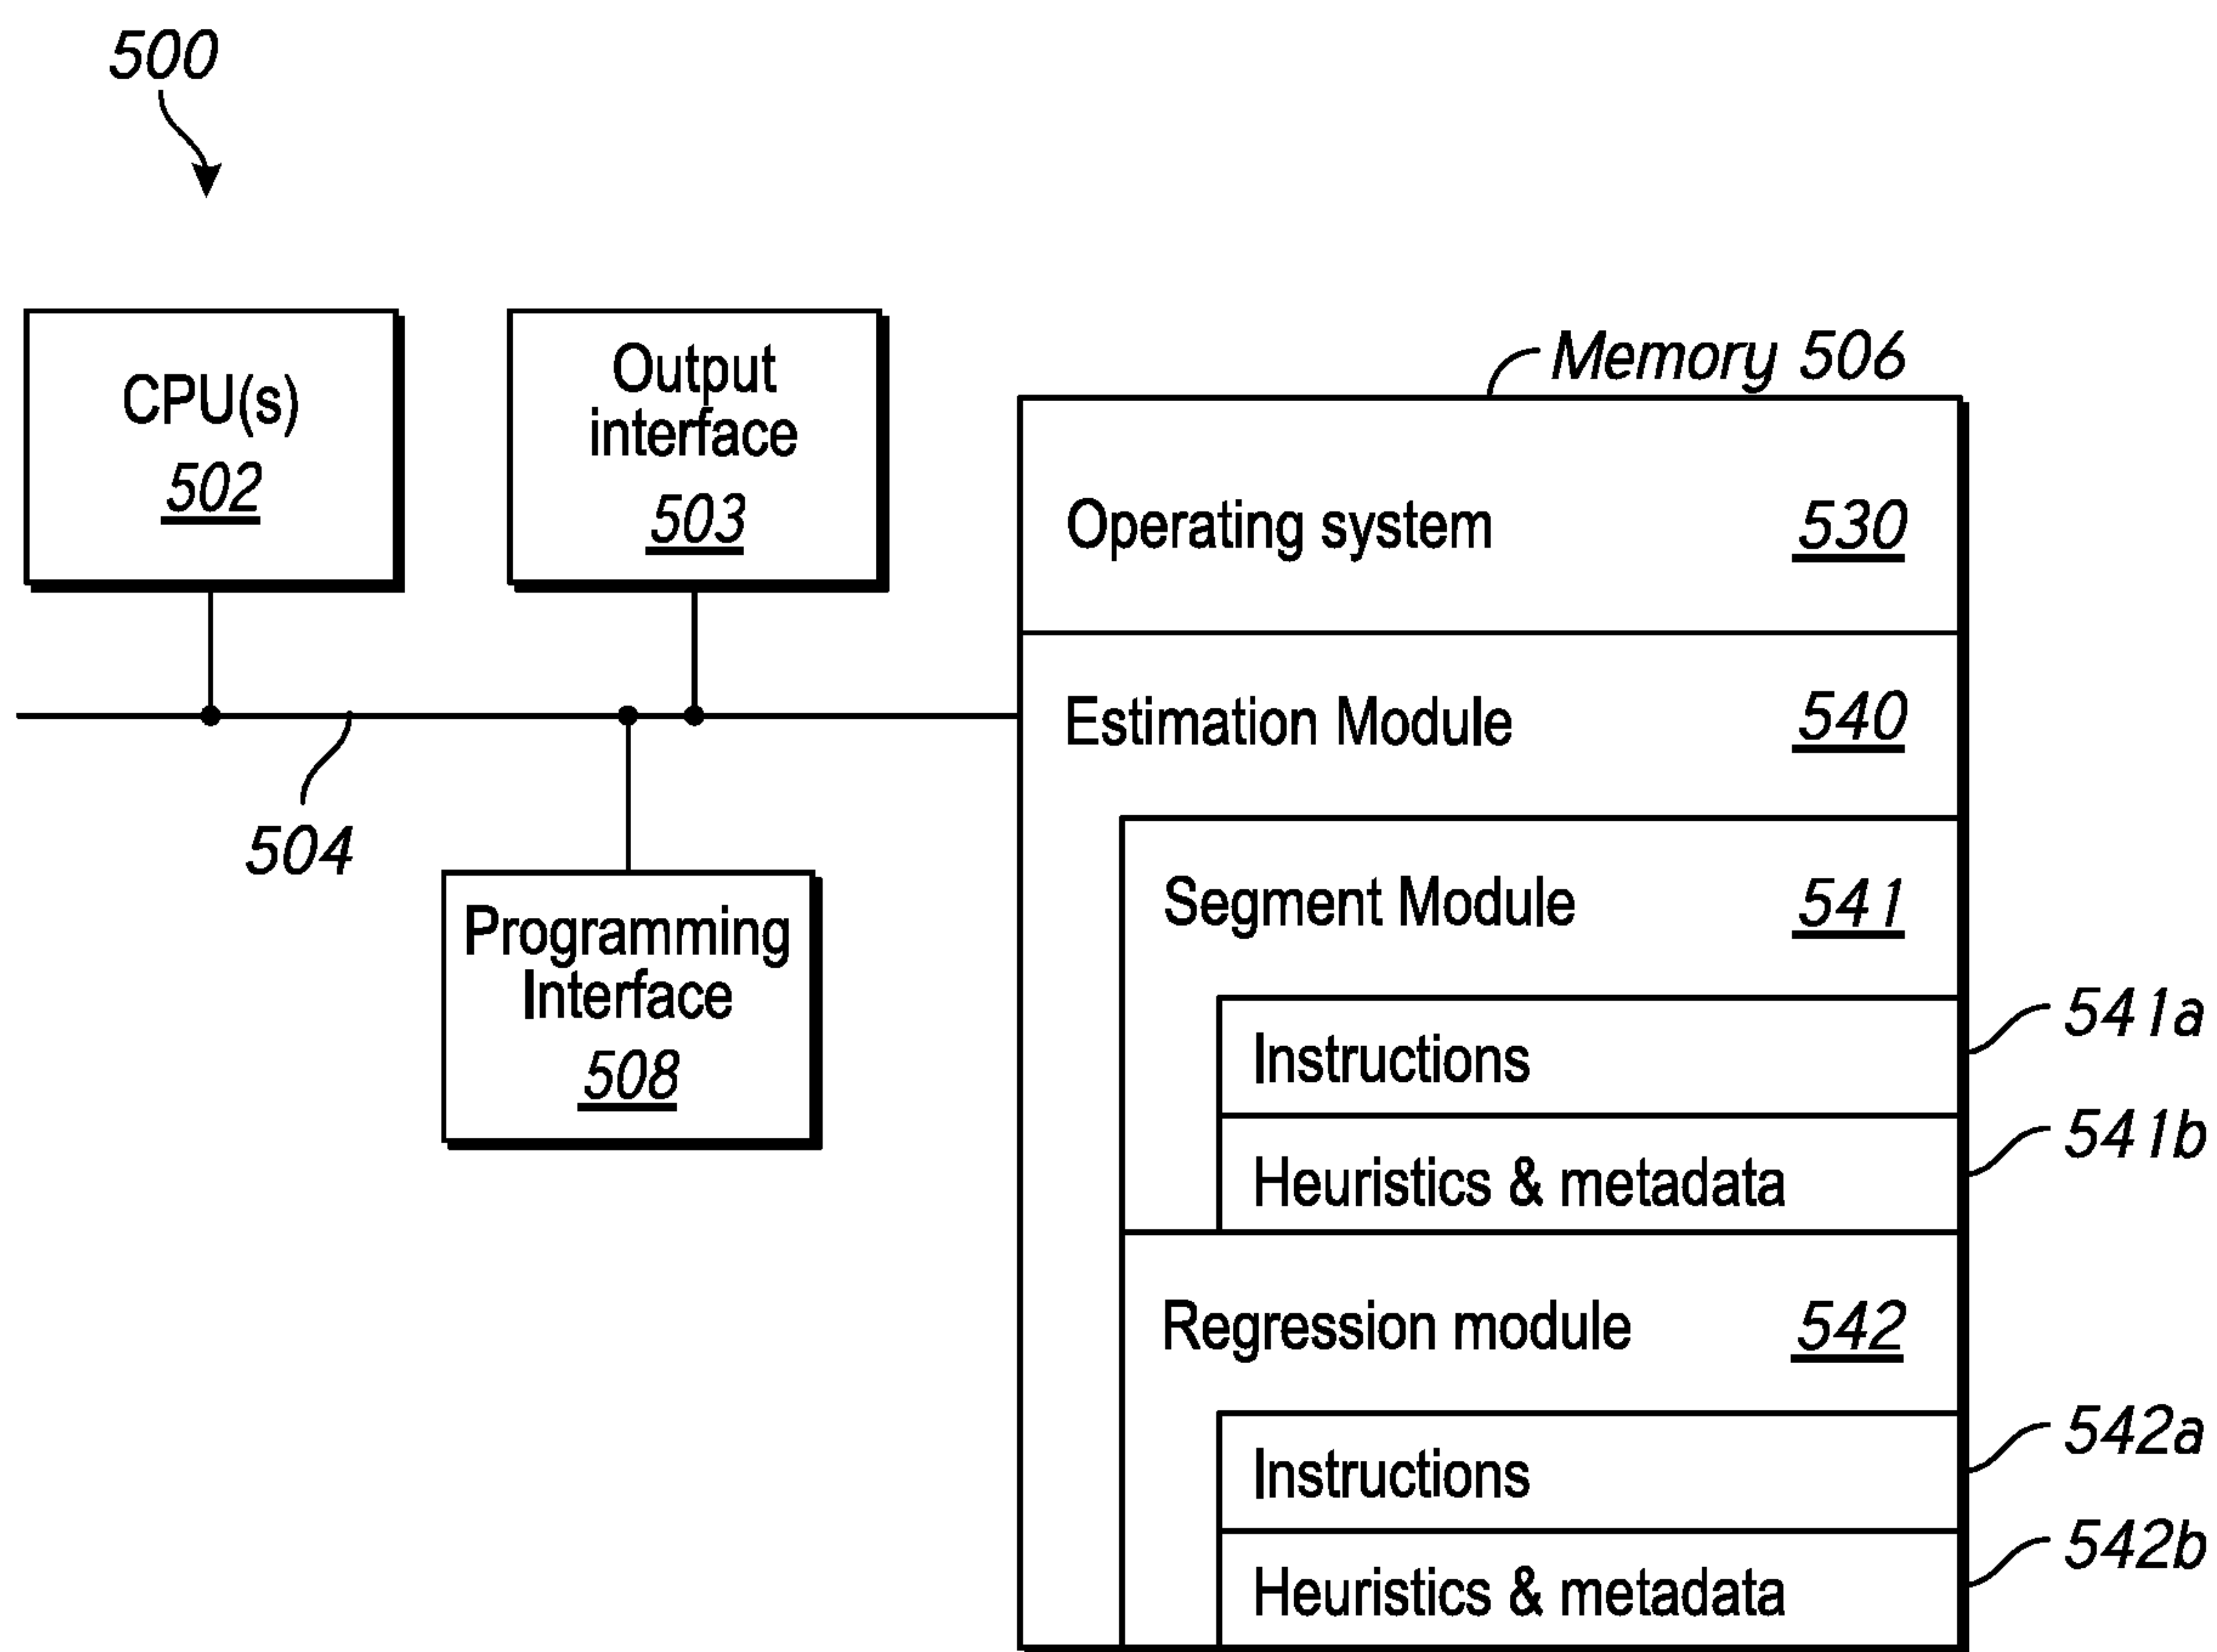 500
CPU(s)
502
Output
interface
503
504
Programming
Interface
508
Memory 506
Operating system 530
Estimation Module 540
Segment Module 541
Instructions
541a
Heuristics & metadata
541b
Regression module 542
Instructions
542a
Heuristics & metadata
542b